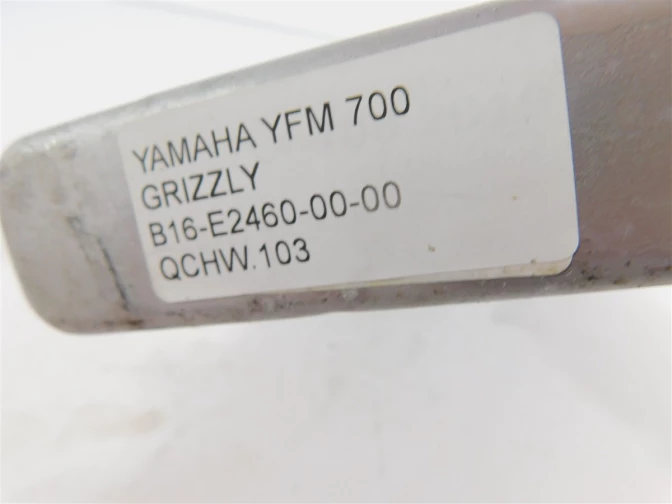 YAMAHA YFM 700
GRIZZLY
B16-E2460-00-00
QCHW.103